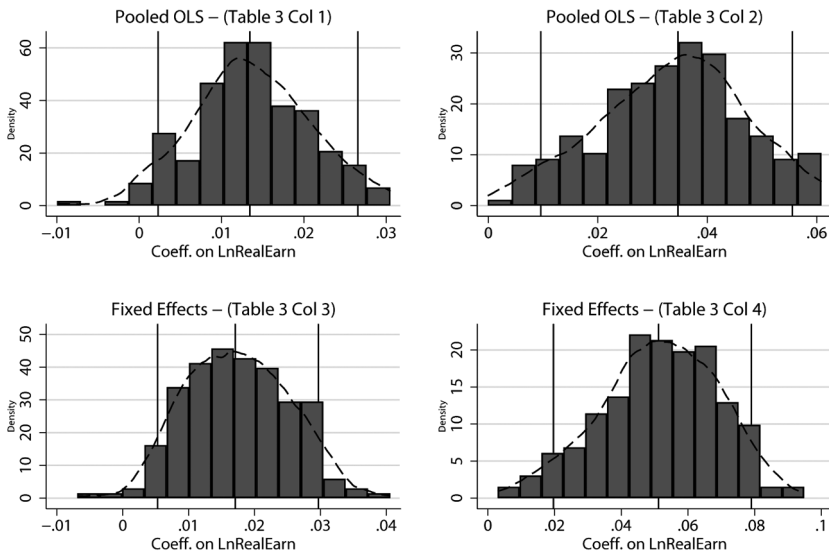 Pooled OLS – (Table 3 Col 1)
Density
60
40
20
0
–.01 0 .01 .02 .03
Coeff. on LnRealEarn
Pooled OLS – (Table 3 Col 2)
Density
30
20
10
0
0 .02 .04 .06
Coeff. on LnRealEarn
Fixed Effects – (Table 3 Col 3)
Density
50
40
30
20
10
0
–.01 0 .01 .02 .03 .04
Coeff. on LnRealEarn
Fixed Effects – (Table 3 Col 4)
Density
20
15
10
5
0
0 .02 .04 .06 .08 .1
Coeff. on LnRealEarn